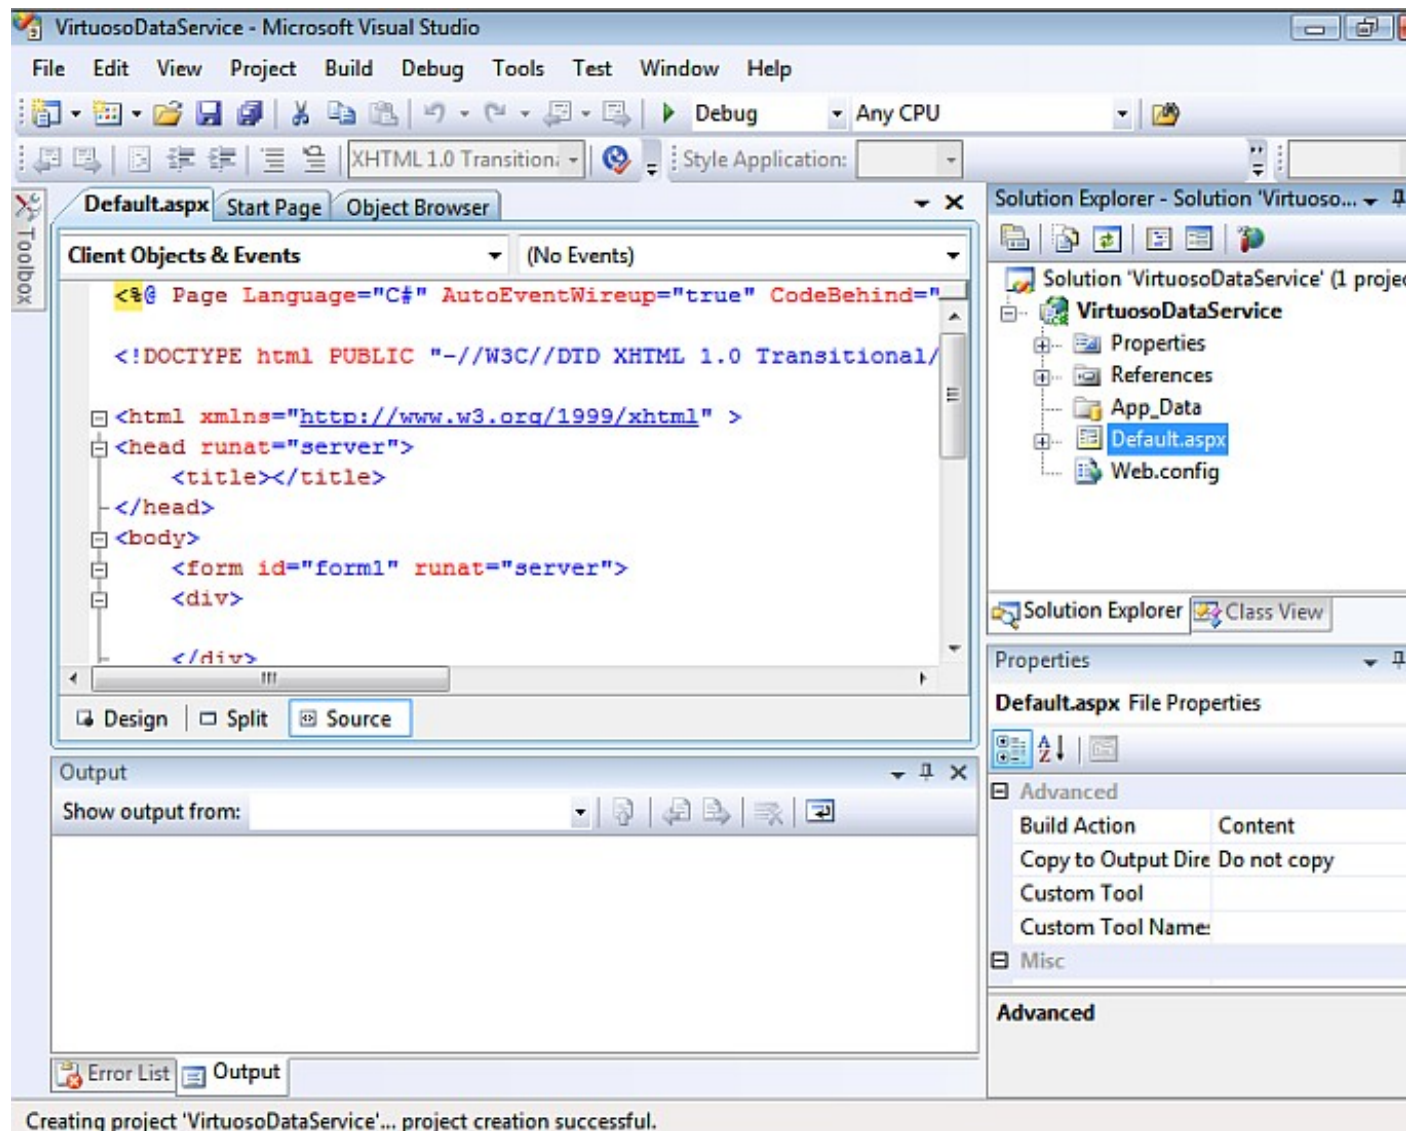 VirtuosoDataService - Microsoft Visual Studio
File Edit View Project Build Debug Tools Test Window Help
Debug Any CPU
XHTML 1.0 Transition Style Application:
Toolbox
Default.aspx Start Page Object Browser
Client Objects & Events (No Events)
<%@ Page Language="C#" AutoEventWireup="true" CodeBehind="
<!DOCTYPE html PUBLIC "-//W3C//DTD XHTML 1.0 Transitional/
<html xmlns="http://www.w3.org/1999/xhtml" >
<head runat="server">
<title></title>
</head>
<body>
<form id="form1" runat="server">
<div>
</div>
Design Split Source
Output
Show output from:
Error List Output
Solution Explorer - Solution 'Virtuoso...
Solution 'VirtuosoDataService' (1 projec
VirtuosoDataService
Properties
References
App_Data
Default.aspx
Web.config
Solution Explorer Class View
Properties
Default.aspx File Properties
Advanced
Build Action Content
Copy to Output Dire Do not copy
Custom Tool
Custom Tool Name
Misc
Advanced
Creating project 'VirtuosoDataService'... project creation successful.